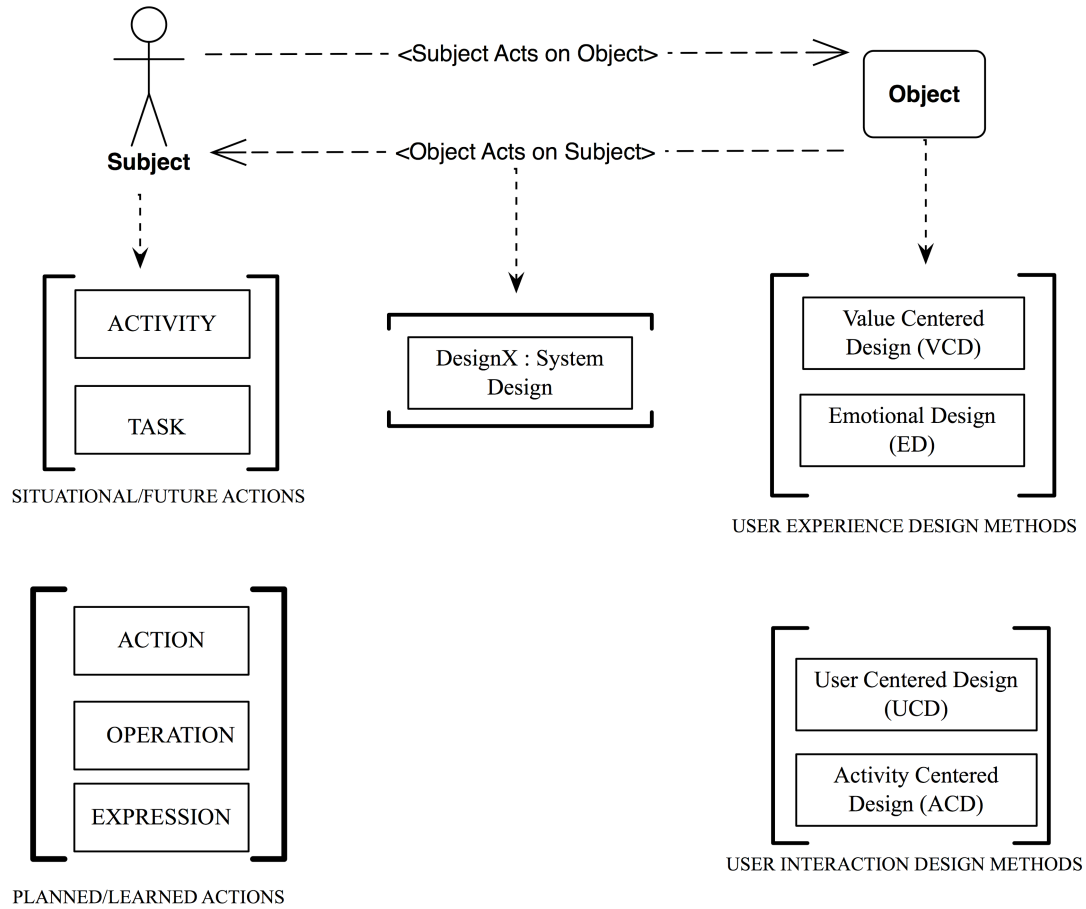 <Subject Acts on Object>
Object
<Object Acts on Subject>
Subject
ACTIVITY
TASK
SITUATIONAL/FUTURE ACTIONS
DesignX : System
Design
Value Centered
Design (VCD)
Emotional Design
(ED)
USER EXPERIENCE DESIGN METHODS
ACTION
OPERATION
EXPRESSION
PLANNED/LEARNED ACTIONS
User Centered Design
(UCD)
Activity Centered
Design (ACD)
USER INTERACTION DESIGN METHODS